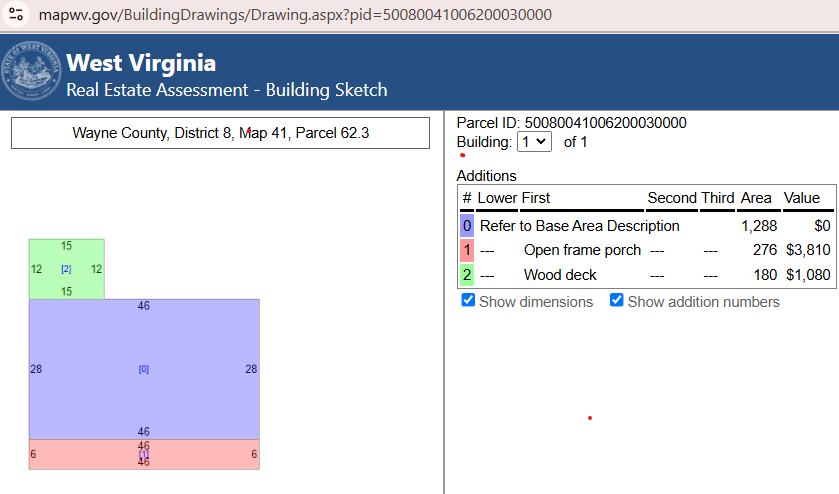 mapwv.gov/BuildingDrawings/Drawing.aspx?pid=50080041006200030000
West Virginia
Real Estate Assessment - Building Sketch
Wayne County, District 8, Map 41, Parcel 62.3
Parcel ID: 50080041006200030000
Building: 1 of 1
Additions
# Lower First Second Third Area Value
0 Refer to Base Area Description 1,288 $0
1 --- Open frame porch --- --- 276 $3,810
2 --- Wood deck --- --- 180 $1,080
Show dimensions Show addition numbers
15
12 [2] 12
15
46
28 [0] 28
46
46
6 [1] 6
46